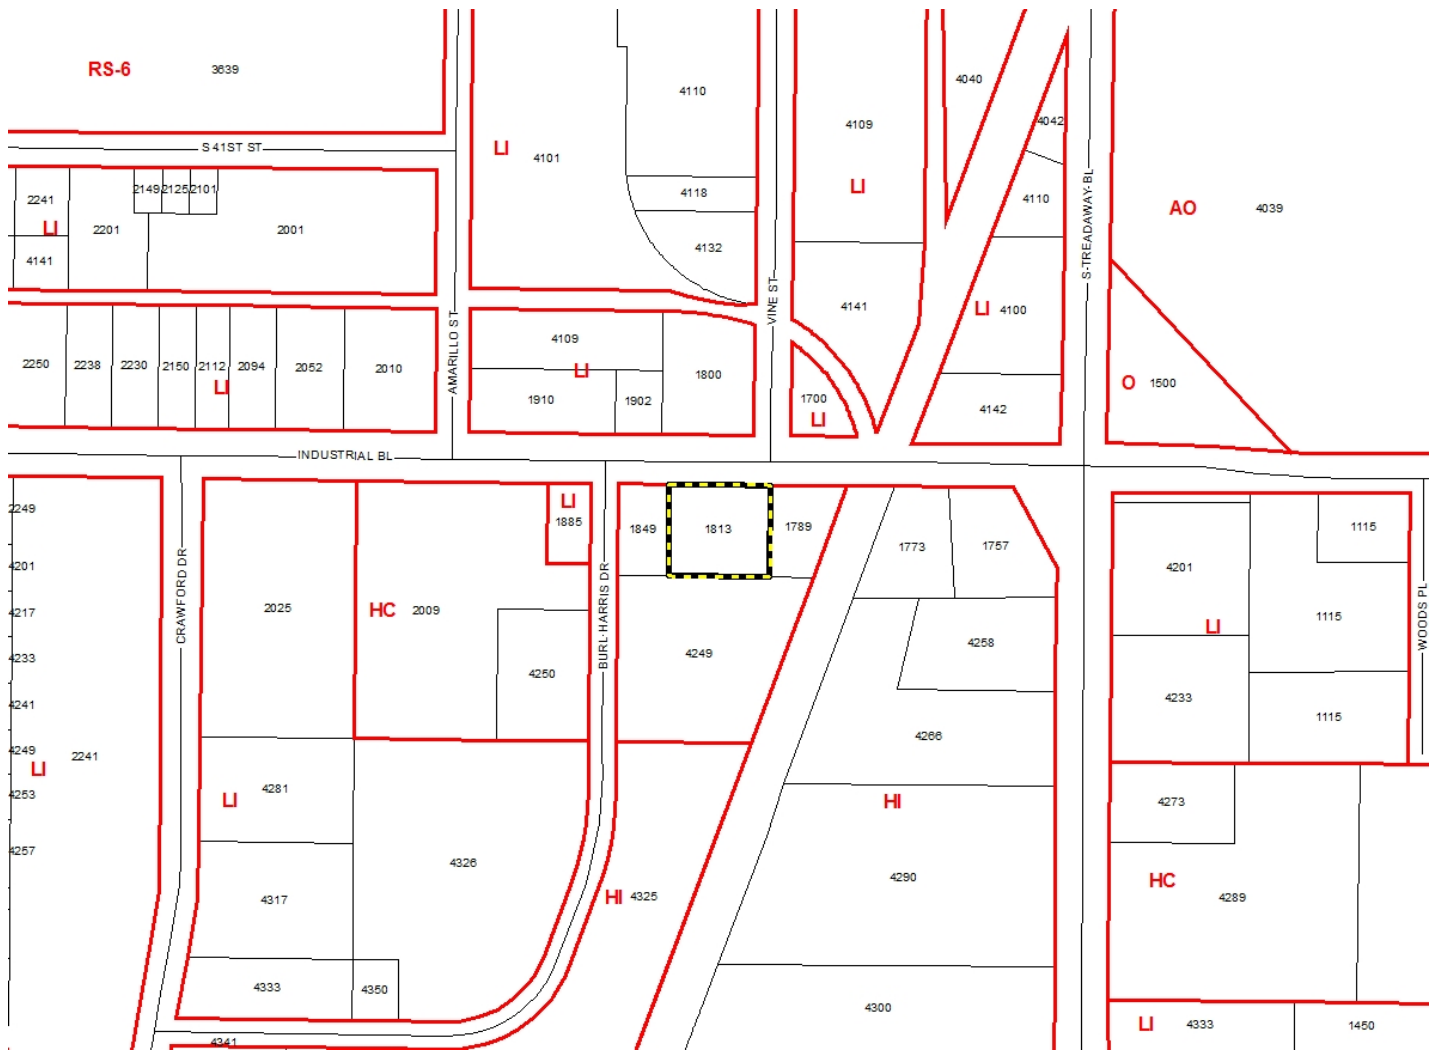 RS-6
3639
S 41ST ST
2241
LI
2201
4141
2149
2125
2101
2001
LI
4101
4110
4118
4132
4109
LI
4141
4040
4042
4110
LI
4100
4142
S-TREADAWAY-BL
AO
4039
O
1500
2250
2238
2230
2150
2112
2094
2052
2010
LI
AMARILLO ST
4109
LI
1910
1902
1800
VINE ST
1700
LI
INDUSTRIAL BL
2249
4201
4217
4233
4241
4249
4253
4257
LI
2241
CRAWFORD DR
2025
HC
2009
LI
1885
4250
BURL-HARRIS DR
1849
1813
1789
4249
1773
1757
4258
4266
HI
4290
4300
4201
LI
4233
1115
1115
1115
WOODS PL
LI
4281
4317
4326
4333
4350
4341
HI
4325
4273
HC
4289
LI
4333
1450